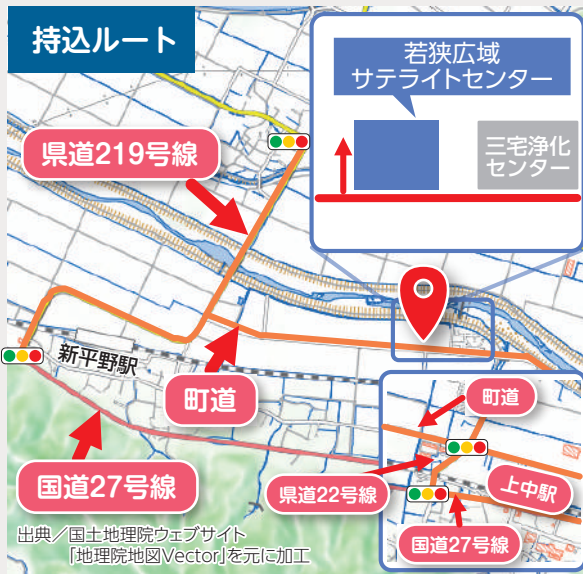 持込ルート
若狭広域
サテライトセンター
三宅浄化
センター
県道219号線
新平野駅
町道
国道27号線
町道
県道22号線
上中駅
国道27号線
出典／国土地理院ウェブサイト
「地理院地図Vector」を元に加工